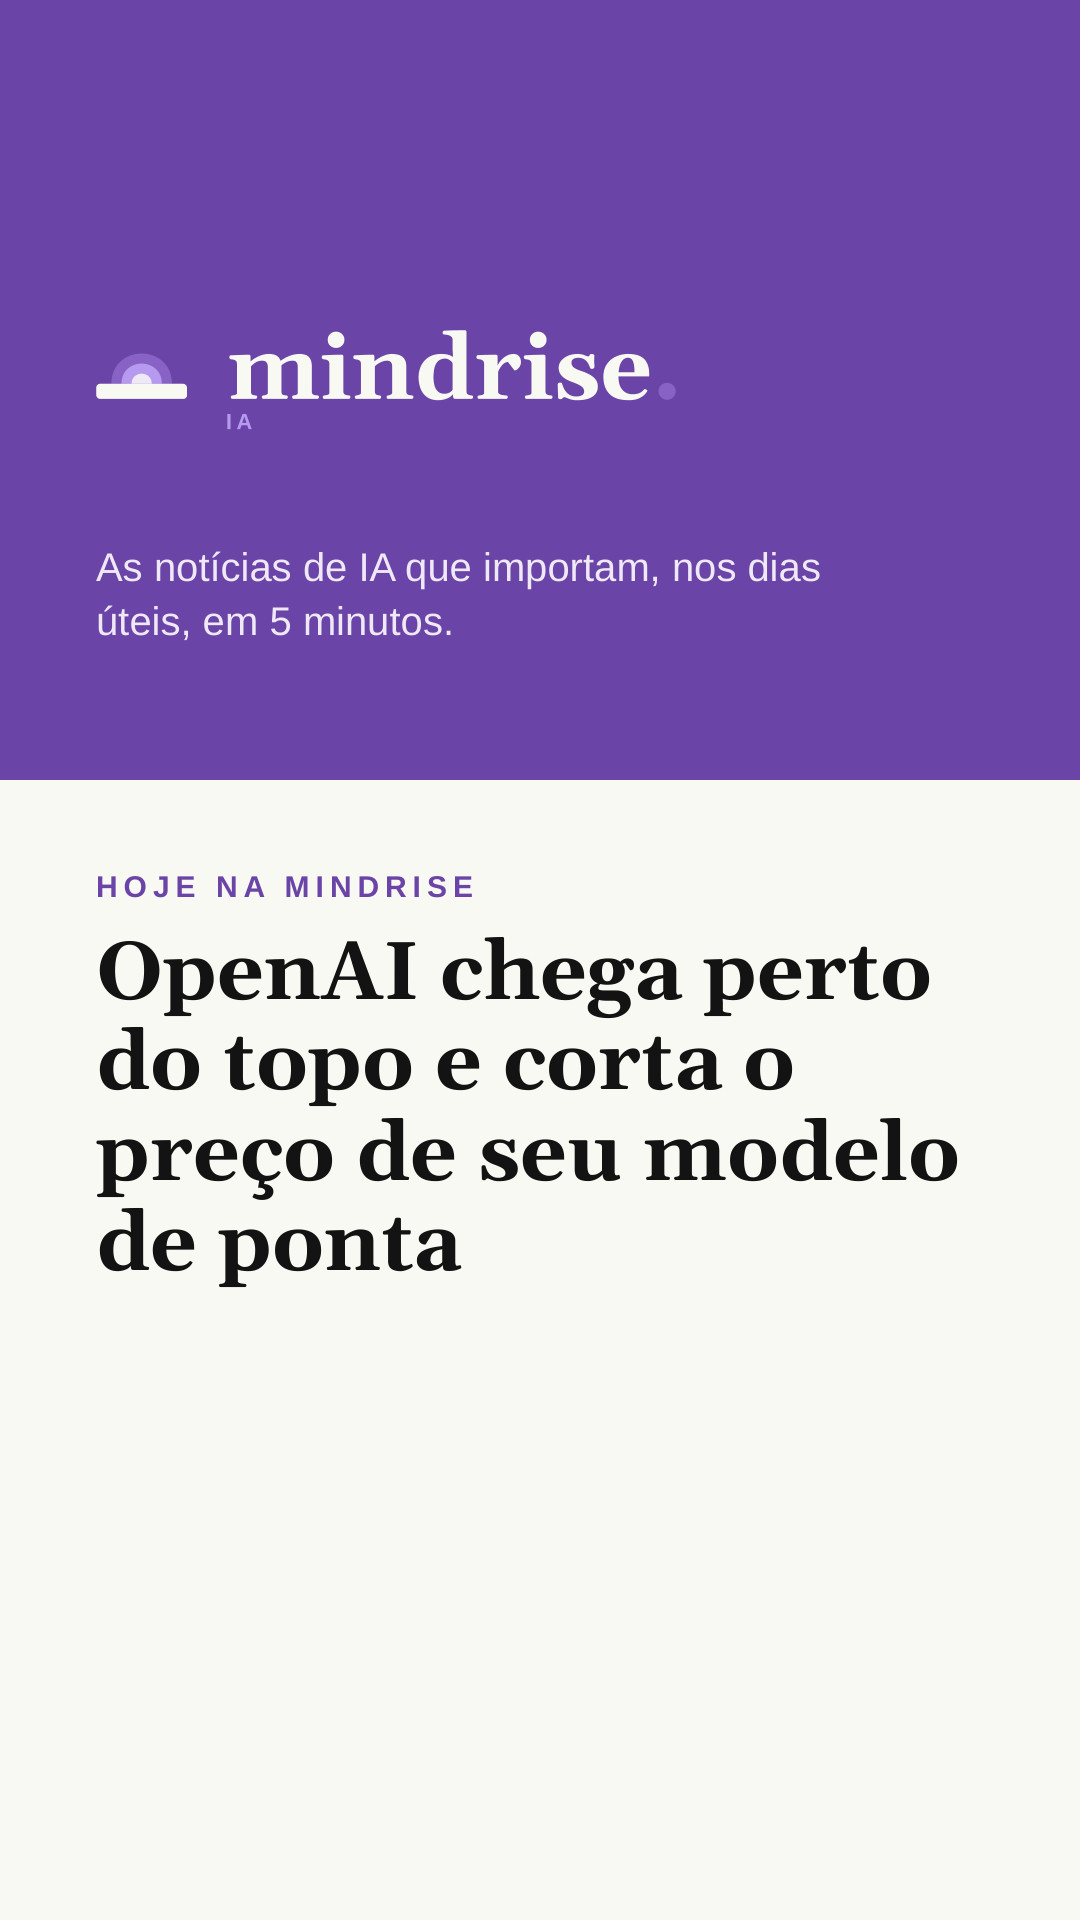 mindrise.
IA
As notícias de IA que importam, nos dias
úteis, em 5 minutos.
HOJE NA MINDRISE
OpenAI chega perto
do topo e corta o
preço de seu modelo
de ponta